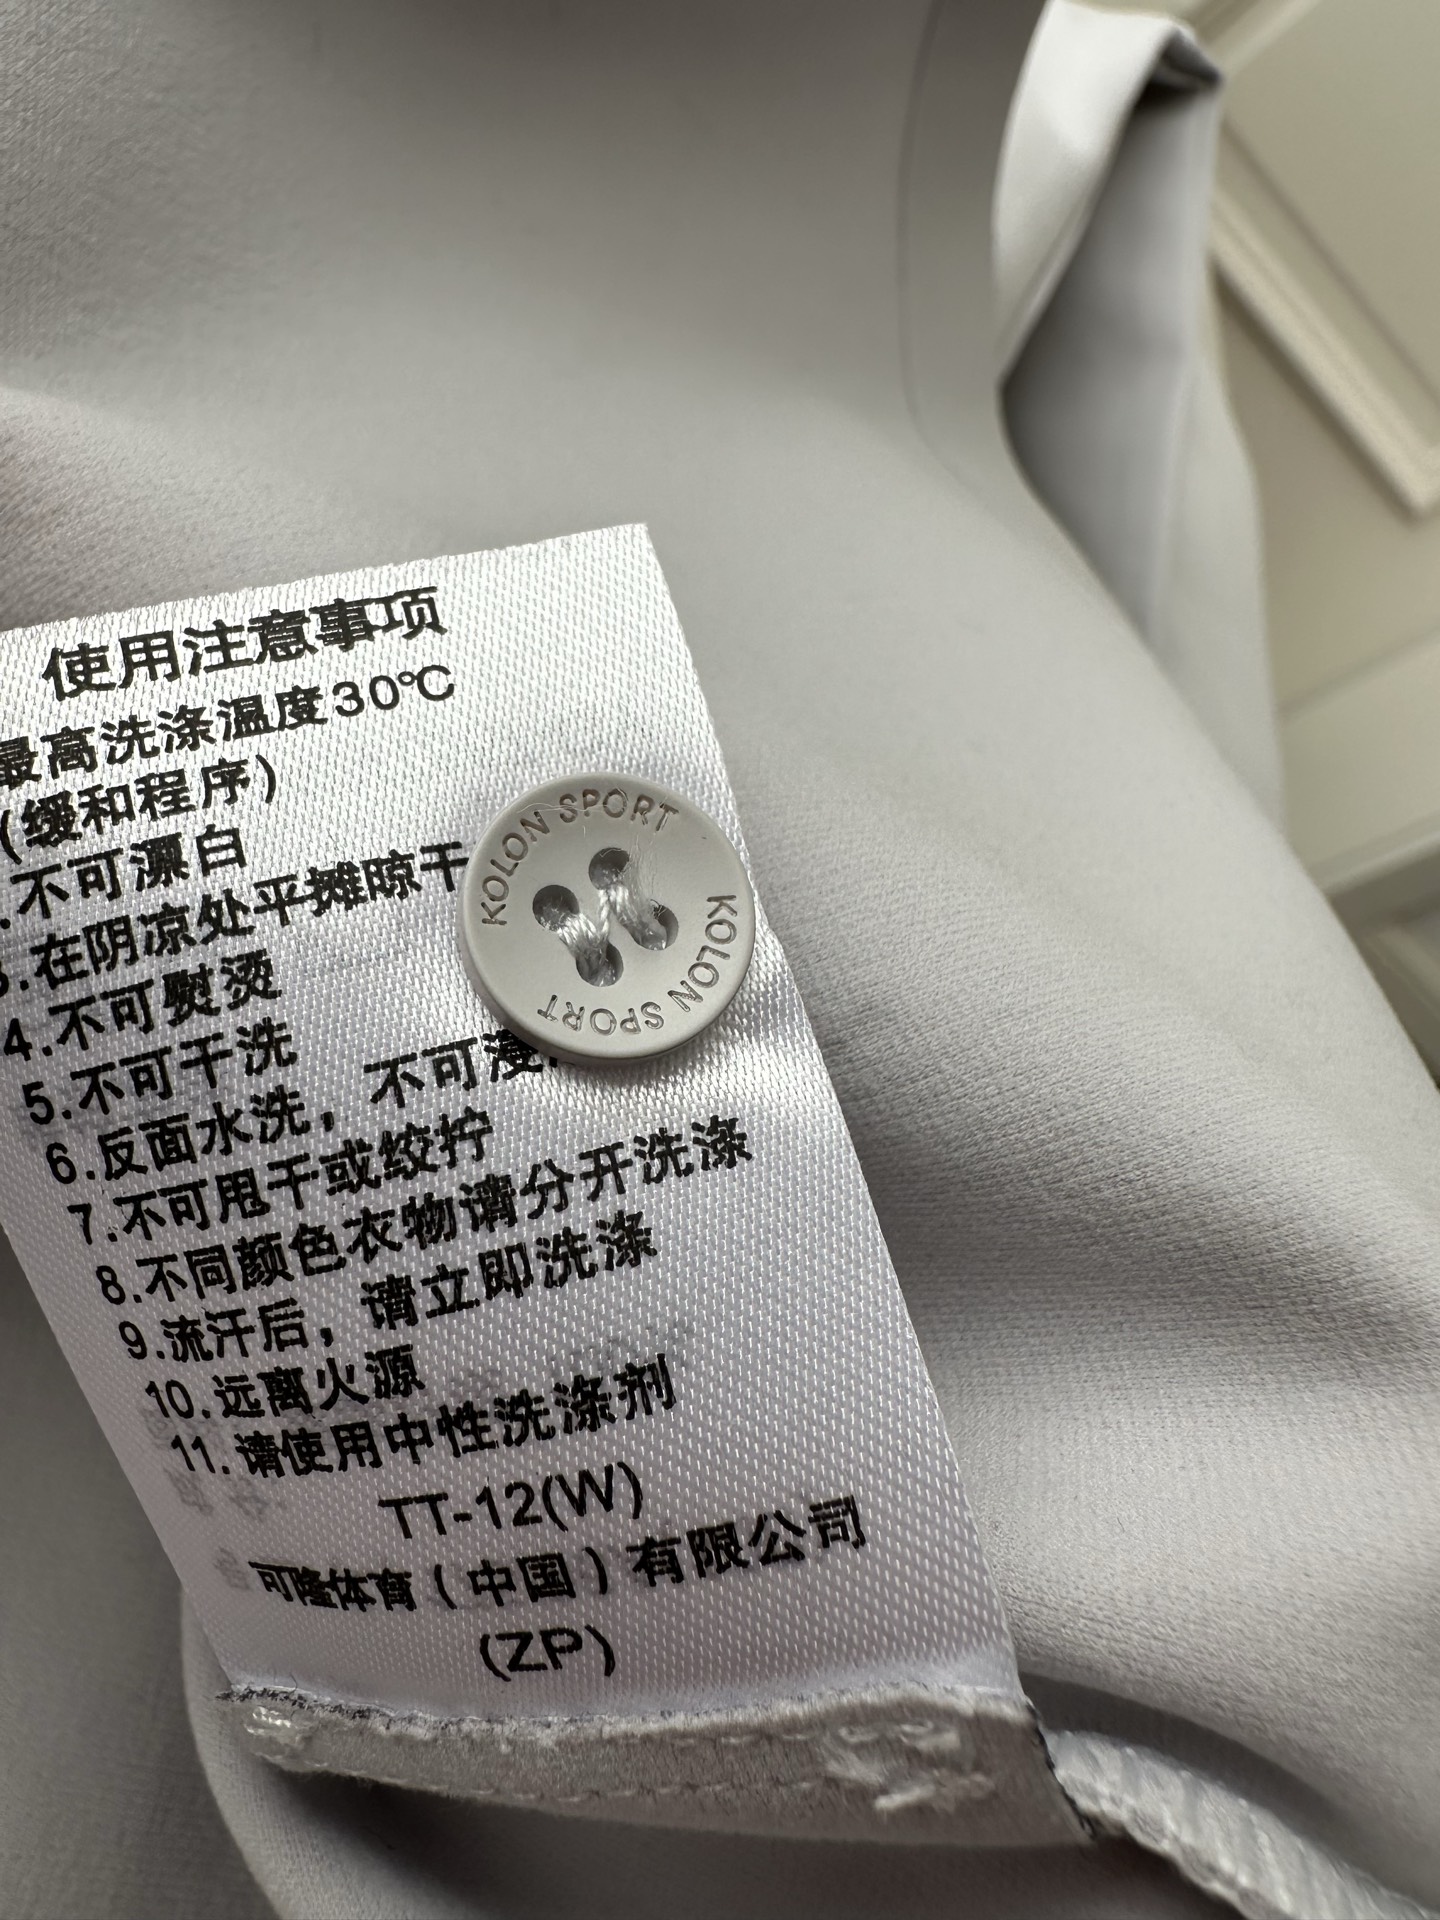 使用注意事项
最高洗涤温度30℃
(缓和程序)
.不可漂白
3.在阴凉处平摊晾干
4.不可熨烫
5.不可干洗
6.反面水洗，不可浸
7.不可甩干或绞拧
8.不同颜色衣物请分开洗涤
9.流汗后，请立即洗涤
10.远离火源
11.请使用中性洗涤剂
TT-12(W)
可隆体育(中国)有限公司
(ZP)
KOLON SPORT
KOLON SPORT